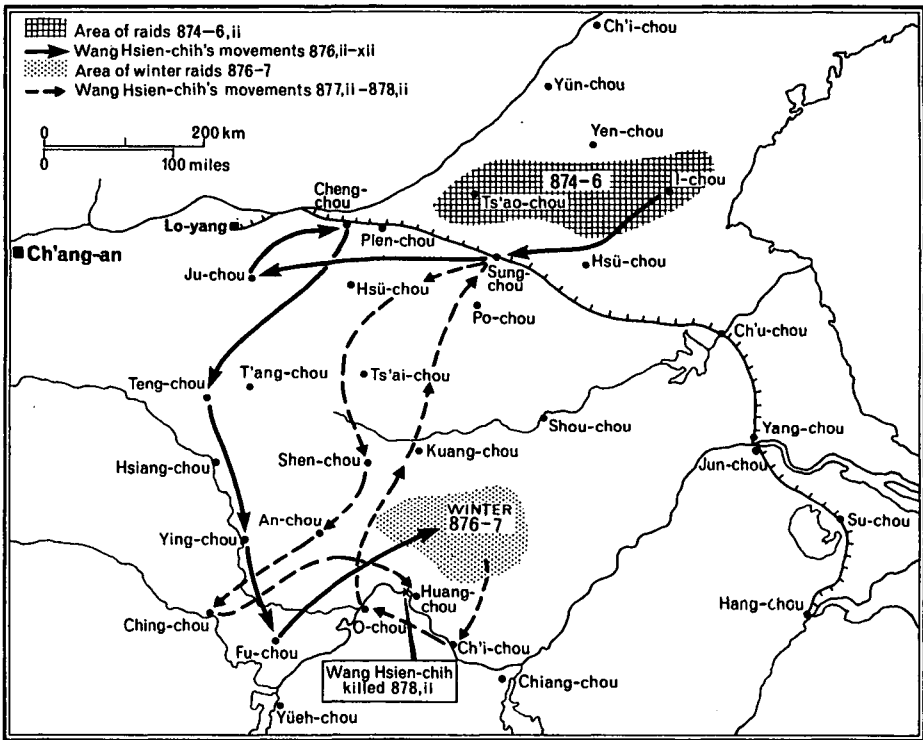 Area of raids 874–6,ii
Wang Hsien-chih's movements 876,ii–xii
Area of winter raids 876–7
Wang Hsien-chih's movements 877,ii–878,ii
0 200 km
0 100 miles
Ch'i-chou
Yün-chou
Yen-chou
874–6
I-chou
Ts'ao-chou
Cheng-
chou
Lo-yang
Pien-chou
Ch'ang-an
Ju-chou
Sung-
chou
Hsü-chou
Hsü-chou
Po-chou
Ch'u-chou
Teng-chou
T'ang-chou
Ts'ai-chou
Shou-chou
Yang-chou
Jun-chou
Hsiang-chou
Shen-chou
Kuang-chou
WINTER
876–7
An-chou
Ying-chou
Su-chou
Huang-
chou
Ching-chou
O-chou
Hang-chou
Fu-chou
Ch'i-chou
Wang Hsien-chih
killed 878,ii
Chiang-chou
Yüeh-chou